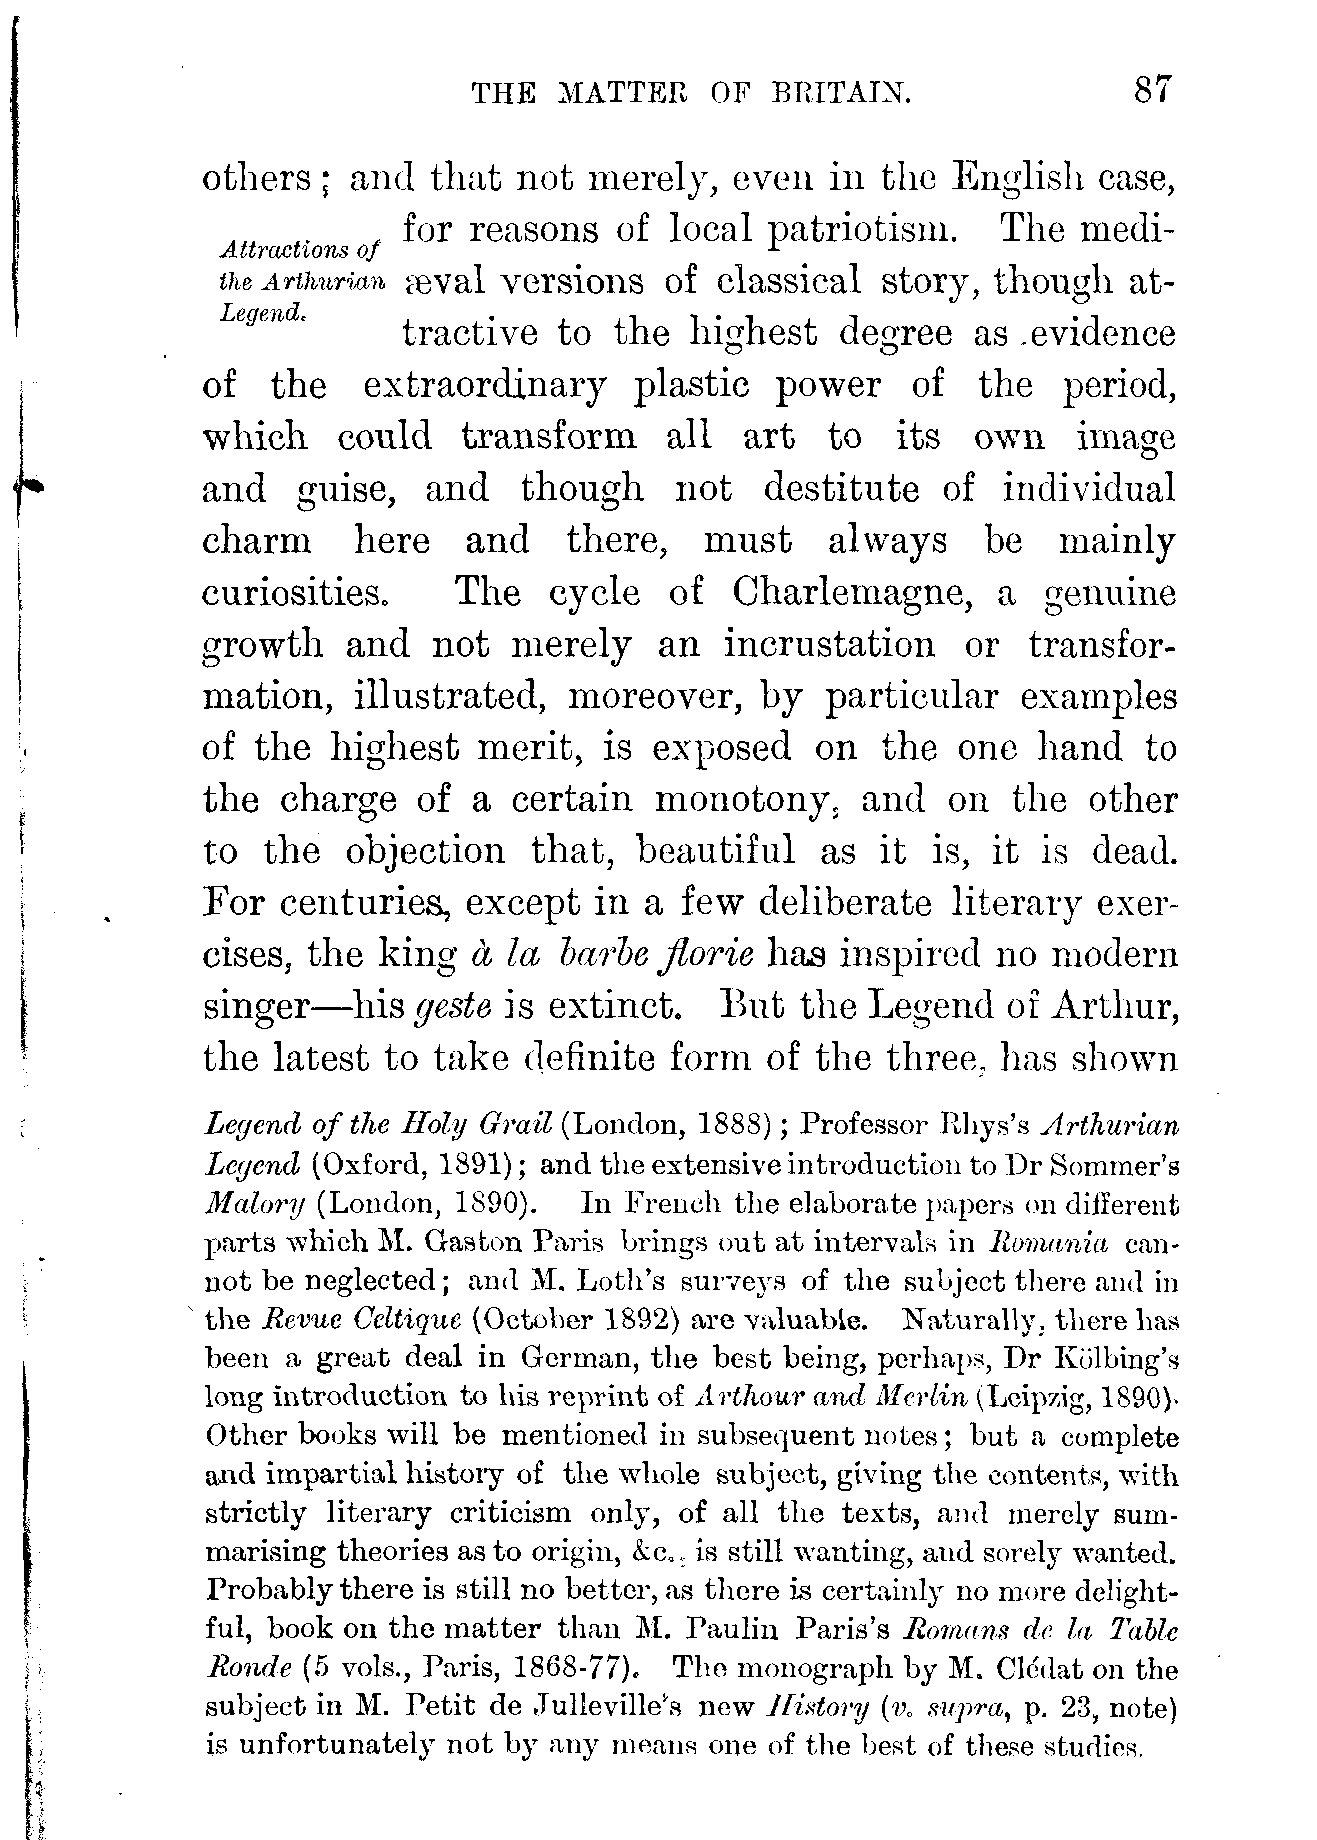 THE MATTER OF BRITAIN. 87
others; and that not merely, even in the English case,
Attractions of
the Arthurian
Legend.
for reasons of local patriotism. The medi-
æval versions of classical story, though at-
tractive to the highest degree as evidence
of the extraordinary plastic power of the period,
which could transform all art to its own image
and guise, and though not destitute of individual
charm here and there, must always be mainly
curiosities. The cycle of Charlemagne, a genuine
growth and not merely an incrustation or transfor-
mation, illustrated, moreover, by particular examples
of the highest merit, is exposed on the one hand to
the charge of a certain monotony, and on the other
to the objection that, beautiful as it is, it is dead.
For centuries, except in a few deliberate literary exer-
cises, the king à la barbe florie has inspired no modern
singer—his geste is extinct. But the Legend of Arthur,
the latest to take definite form of the three, has shown
Legend of the Holy Grail (London, 1888); Professor Rhys's Arthurian
Legend (Oxford, 1891); and the extensive introduction to Dr Sommer's
Malory (London, 1890). In French the elaborate papers on different
parts which M. Gaston Paris brings out at intervals in Romania can-
not be neglected; and M. Loth's surveys of the subject there and in
the Revue Celtique (October 1892) are valuable. Naturally, there has
been a great deal in German, the best being, perhaps, Dr Kölbing's
long introduction to his reprint of Arthour and Merlin (Leipzig, 1890).
Other books will be mentioned in subsequent notes; but a complete
and impartial history of the whole subject, giving the contents, with
strictly literary criticism only, of all the texts, and merely sum-
marising theories as to origin, &c., is still wanting, and sorely wanted.
Probably there is still no better, as there is certainly no more delight-
ful, book on the matter than M. Paulin Paris's Romans de la Table
Ronde (5 vols., Paris, 1868-77). The monograph by M. Clédat on the
subject in M. Petit de Julleville's new History (v. supra, p. 23, note)
is unfortunately not by any means one of the best of these studies.